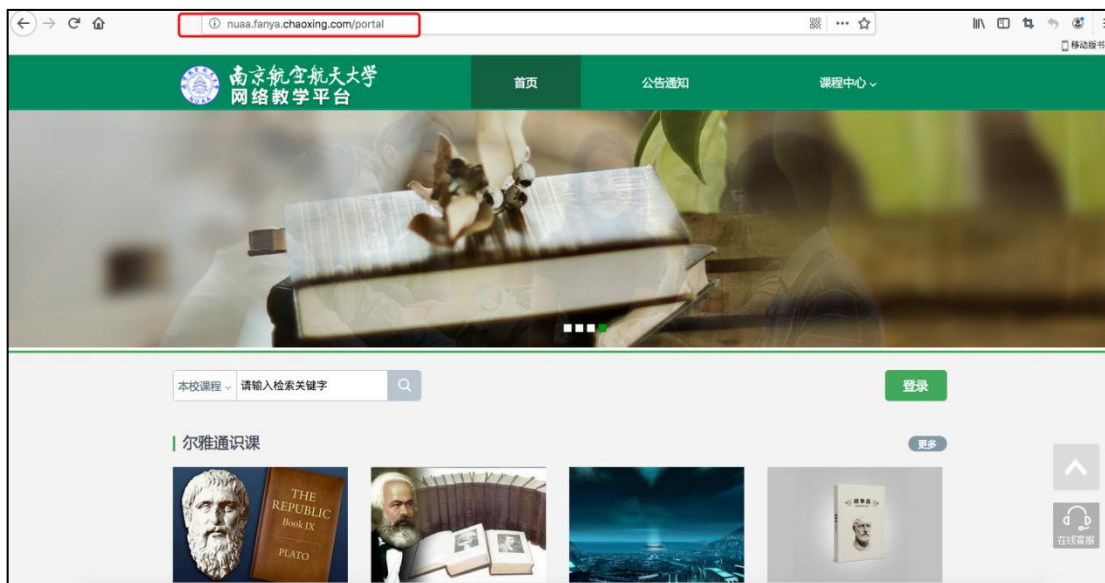 nuaa.fanya.chaoxing.com/portal
移动版书
南京航空航天大学
网络教学平台
首页
公告通知
课程中心
本校课程
请输入检索关键字
登录
尔雅通识课
更多
THE
REPUBLIC
Book IX
PLATO
战争论
在线客服